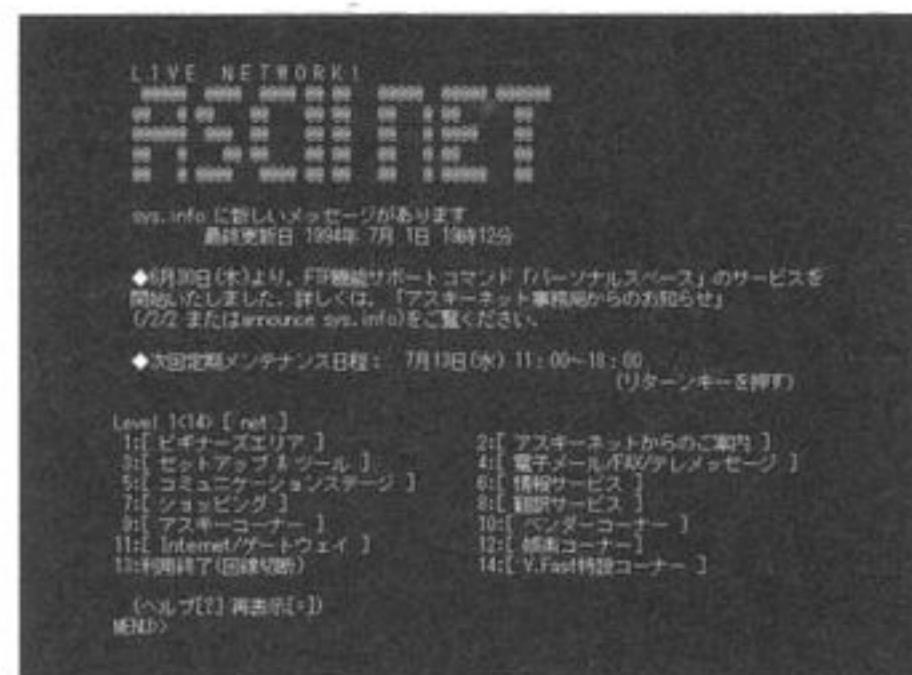 LIVE NETWORK!
ASCII NET
sys.info に新しいメッセージがあります
最終更新日 1994年 7月 1日 19時12分
◆6月30日(木)より、FTP機能サポートコマンド「パーソナルスペース」のサービスを
開始いたしました。詳しくは、「アスキーネット事務局からのお知らせ」
(/2/2 またはannounce sys.info)をご覧ください。
◆次回定期メンテナンス日程: 7月13日(水) 11:00~18:00
(リターンキーを押す)
Level 1<14> [ net ]
1:[ ビギナーズエリア ] 2:[ アスキーネットからのご案内 ]
3:[ セットアップ & ツール ] 4:[ 電子メール/FAX/テレメッセージ ]
5:[ コミュニケーションステージ ] 6:[ 情報サービス ]
7:[ ショッピング ] 8:[ 翻訳サービス ]
9:[ アスキーコーナー ] 10:[ ベンダーコーナー ]
11:[ Internet/ゲートウェイ ] 12:[ コーナー]
13:利用終了(回線切断) 14:[ V.Fast特設コーナー ]
(ヘルプ[?] 再表示[=])
MENU>